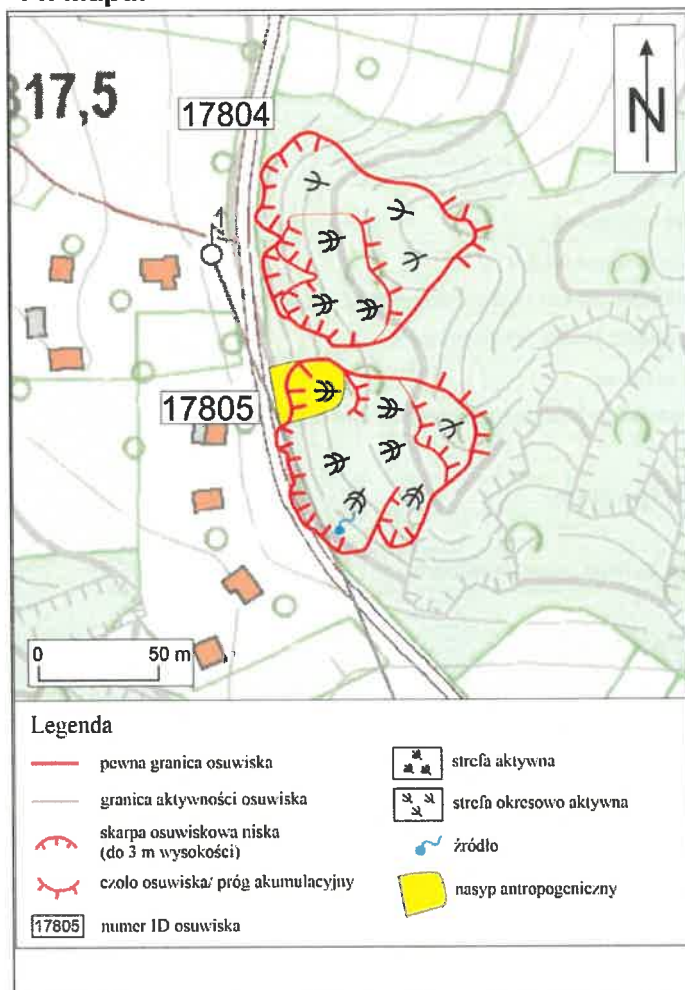 17,5
17804
N
17805
0 50 m
Legenda
pewna granica osuwiska
granica aktywności osuwiska
skarpa osuwiskowa niska
(do 3 m wysokości)
czoło osuwiska/ próg akumulacyjny
17805 numer ID osuwiska
strefa aktywna
strefa okresowo aktywna
źródło
nasyp antropogeniczny